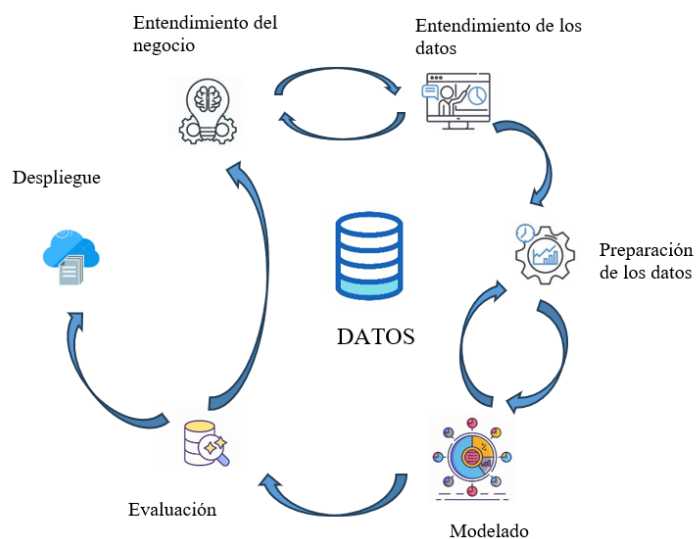 Entendimiento del
negocio
Entendimiento de los
datos
Despliegue
Preparación
de los datos
DATOS
Evaluación
Modelado